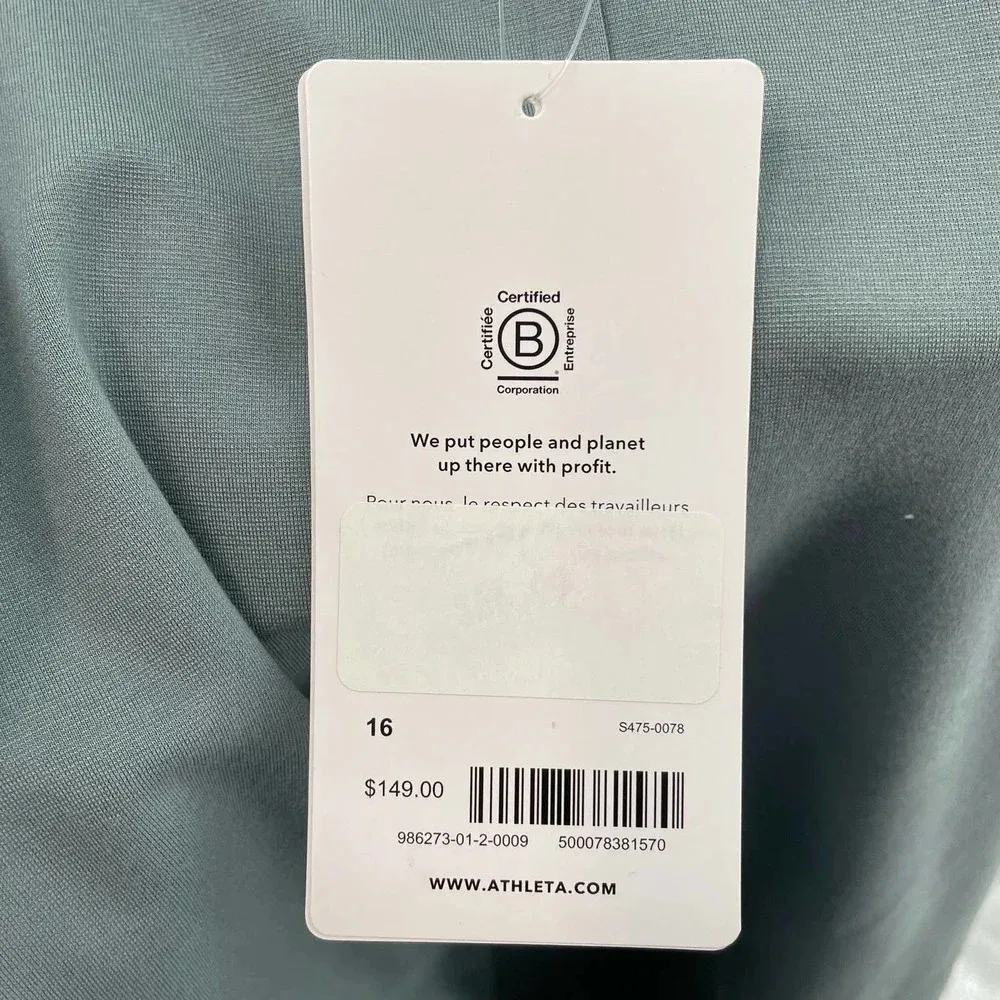 Certified
Certifiée
B
Entreprise
Corporation
We put people and planet
up there with profit.
Pour nous, le respect des travailleurs
16
S475-0078
$149.00
986273-01-2-0009 500078381570
WWW.ATHLETA.COM